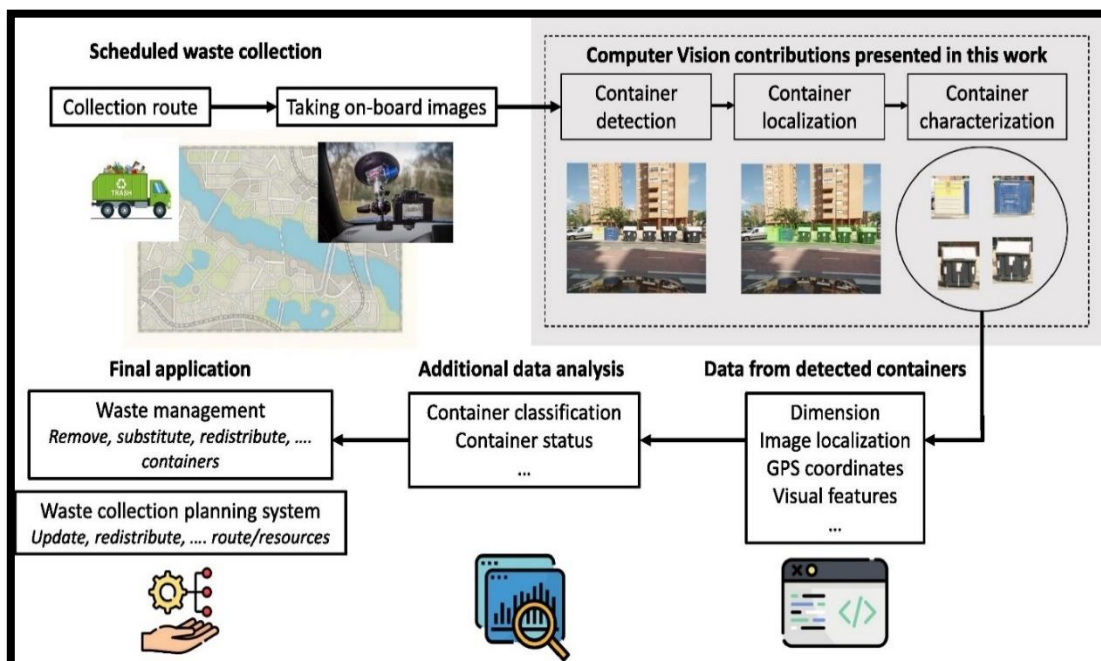 Scheduled waste collection
Collection route
Taking on-board images
TRASH
Computer Vision contributions presented in this work
Container
detection
Container
localization
Container
characterization
Final application
Waste management
Remove, substitute, redistribute, ....
containers
Waste collection planning system
Update, redistribute, .... route/resources
Additional data analysis
Container classification
Container status
...
Data from detected containers
Dimension
Image localization
GPS coordinates
Visual features
...